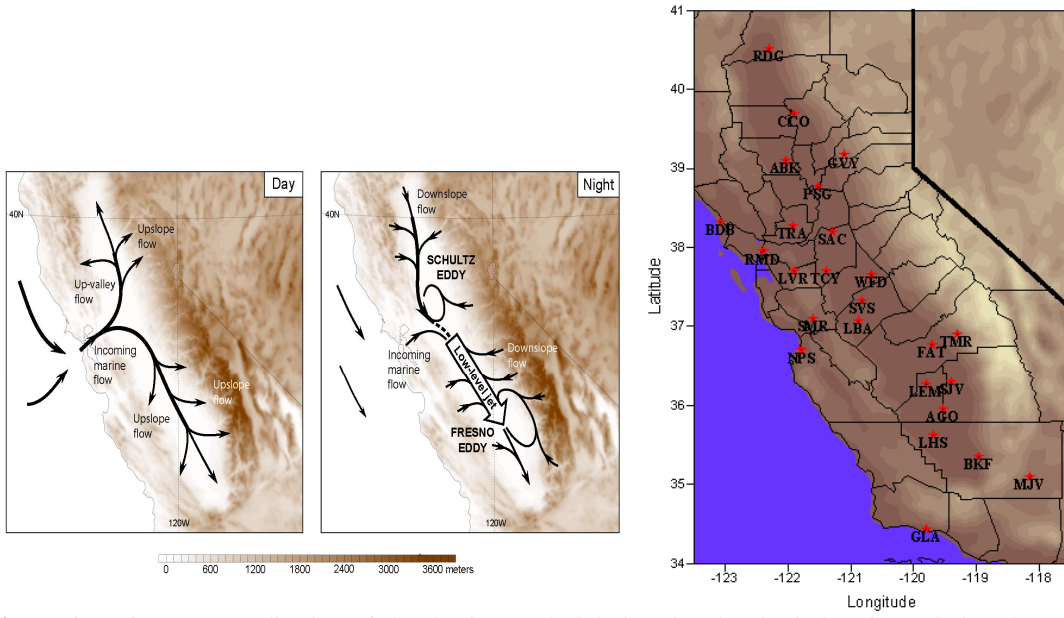 Day
40N
Upslope
flow
Up-valley
flow
Incoming
marine
flow
Upslope
flow
Upslope
flow
120W
Night
40N
Downslope
flow
SCHULTZ
EDDY
Incoming
marine
flow
Low-level jet
Downslope
flow
FRESNO
EDDY
120W
0 600 1200 1800 2400 3000 3600 meters
Latitude
41
40
39
38
37
36
35
34
RDG
CCO
ABK
GVY
PSG
BDB
TRA
SAC
RMD
LVR
TCY
WFD
SVS
SMR
LBA
NPS
FAT
TMR
LEM
SJV
AGO
LHS
BKF
MJV
GLA
-123 -122 -121 -120 -119 -118
Longitude